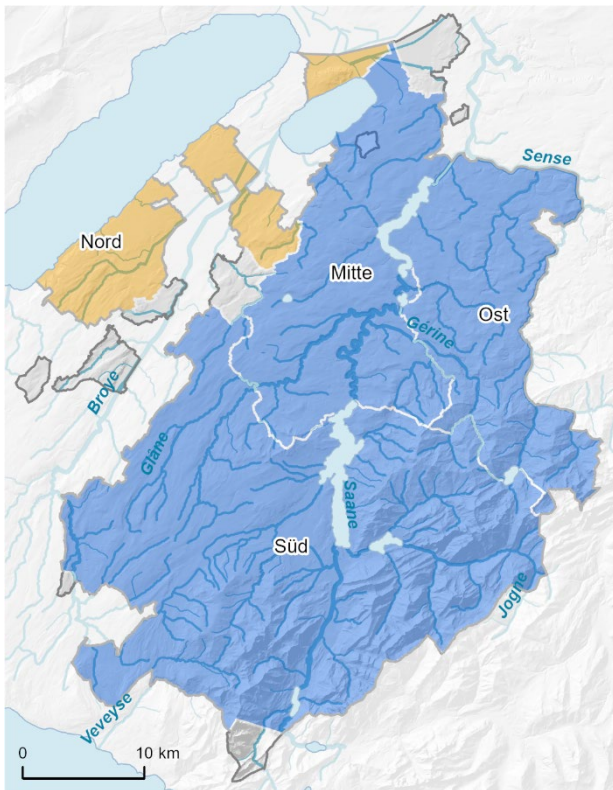 Sense
Nord
Mitte
Ost
Gérine
Broye
Glâne
Saane
Süd
Jogne
Veveyse
0 10 km